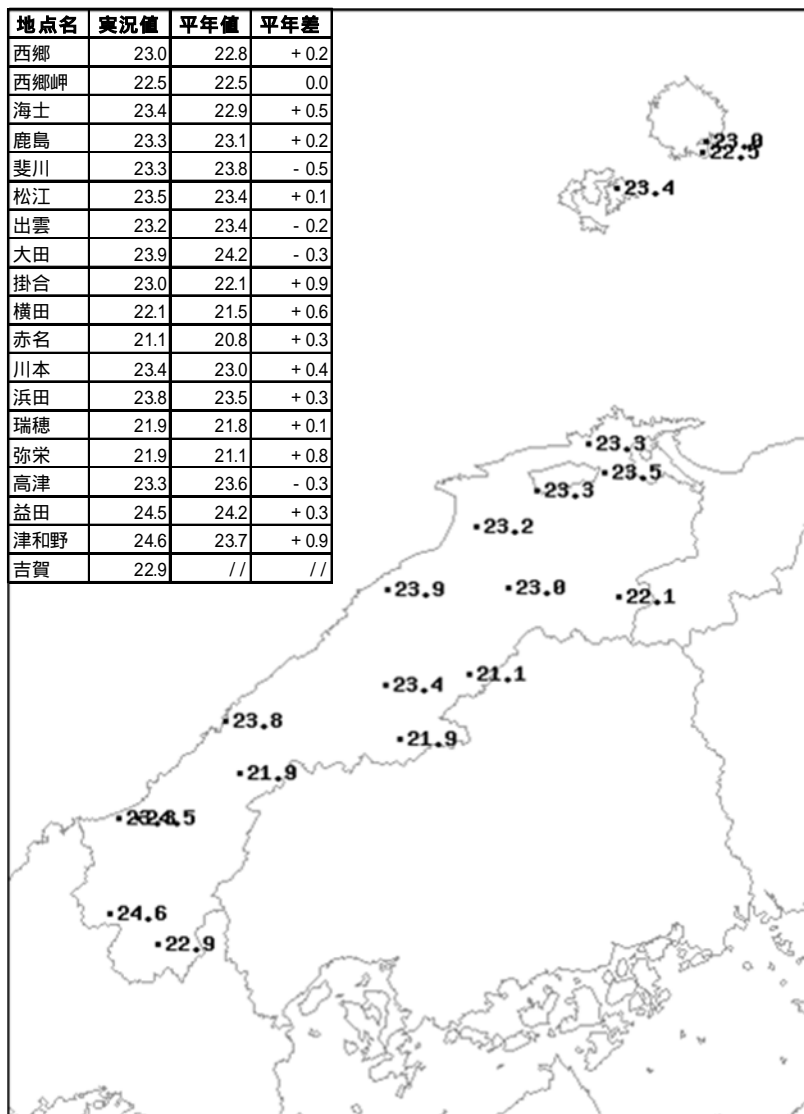 地点名 実況値 平年値 平年差
西郷 23.0 22.8 + 0.2
西郷岬 22.5 22.5 0.0
海士 23.4 22.9 + 0.5
鹿島 23.3 23.1 + 0.2
斐川 23.3 23.8 - 0.5
松江 23.5 23.4 + 0.1
出雲 23.2 23.4 - 0.2
大田 23.9 24.2 - 0.3
掛合 23.0 22.1 + 0.9
横田 22.1 21.5 + 0.6
赤名 21.1 20.8 + 0.3
川本 23.4 23.0 + 0.4
浜田 23.8 23.5 + 0.3
瑞穂 21.9 21.8 + 0.1
弥栄 21.9 21.1 + 0.8
高津 23.3 23.6 - 0.3
益田 24.5 24.2 + 0.3
津和野 24.6 23.7 + 0.9
吉賀 22.9 // //
23.0
22.5
23.4
23.3
23.5
23.3
23.2
23.9
23.0
22.1
21.1
23.4
23.8
21.9
21.9
24.5
24.6
22.9